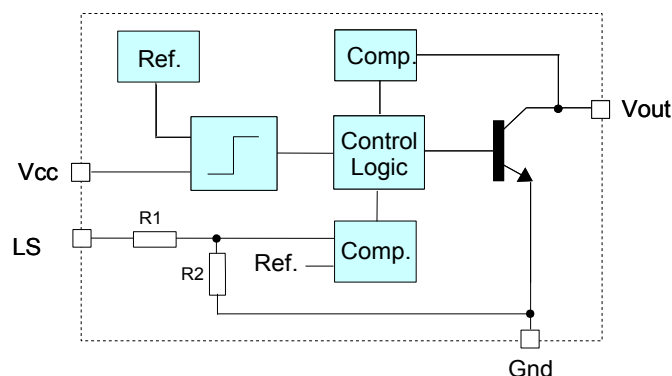 Ref.
Comp.
Vout
Control
Logic
Vcc
R1
LS
Comp.
R2
Ref.
Gnd